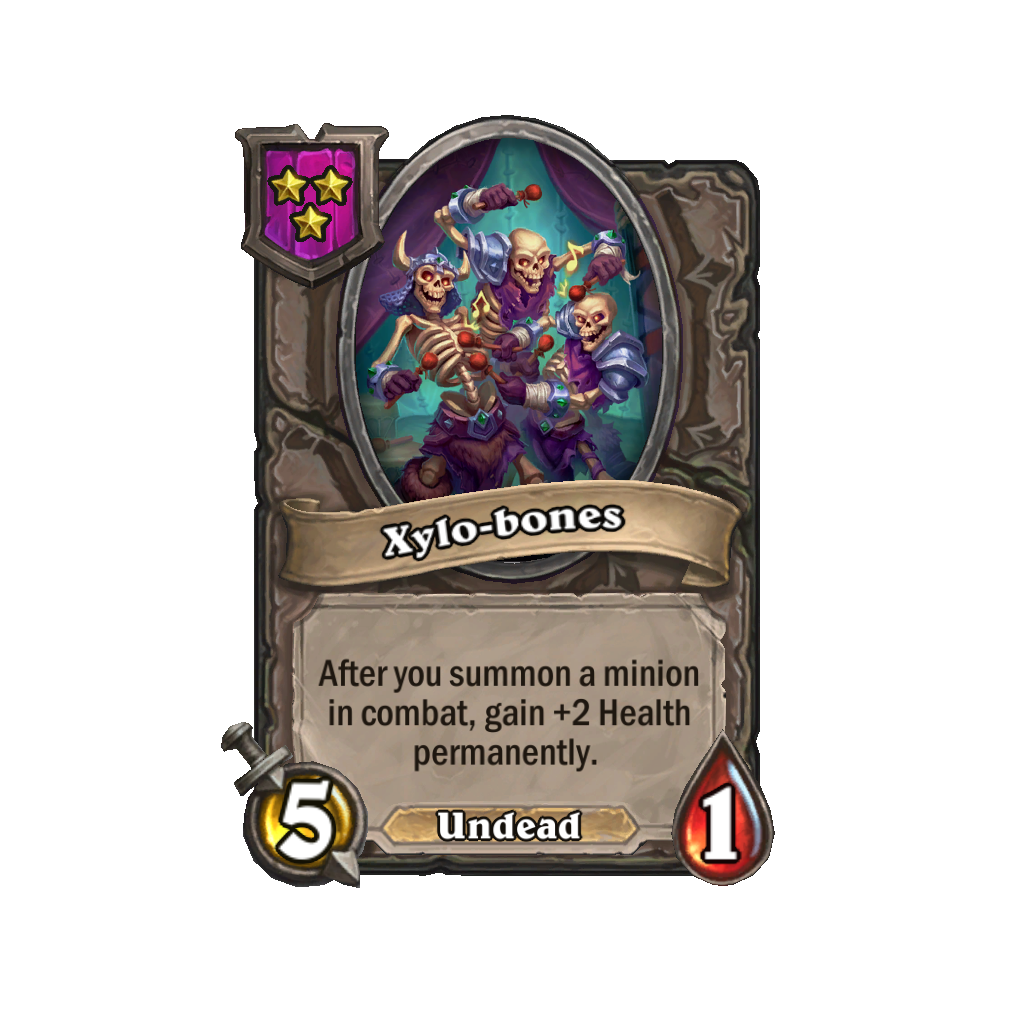 Xylo-bones
After you summon a minion
in combat, gain +2 Health
permanently.
5
Undead
1